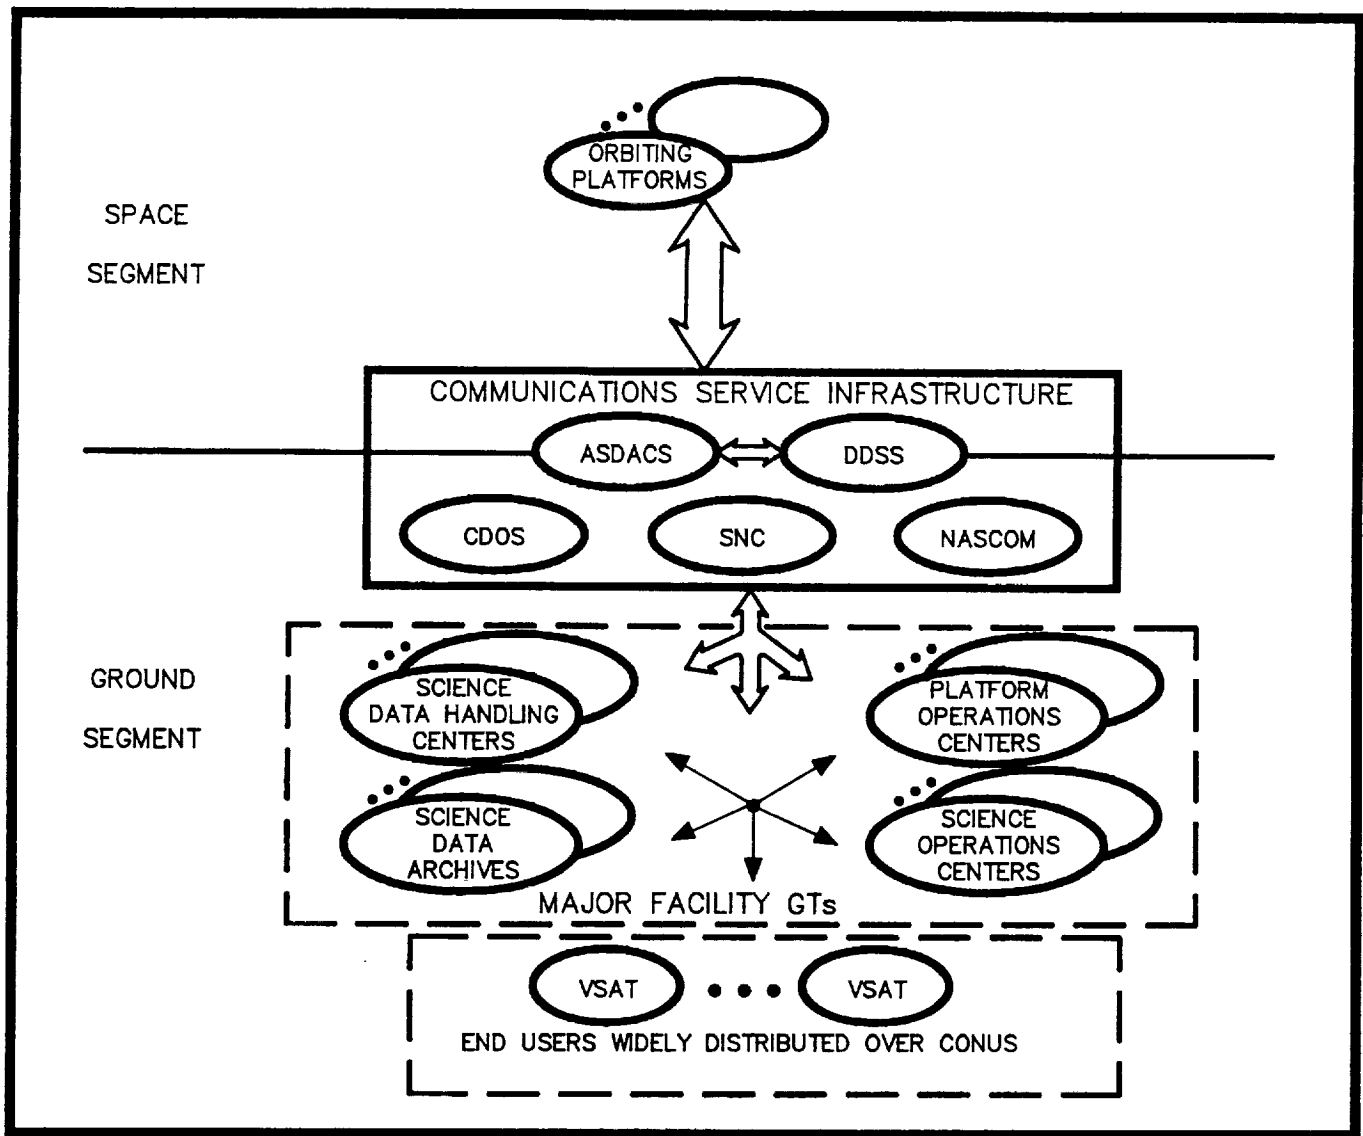 ORBITING
PLATFORMS
SPACE
SEGMENT
COMMUNICATIONS SERVICE INFRASTRUCTURE
ASDACS
DDSS
CDOS
SNC
NASCOM
GROUND
SEGMENT
SCIENCE
DATA HANDLING
CENTERS
PLATFORM
OPERATIONS
CENTERS
SCIENCE
DATA
ARCHIVES
SCIENCE
OPERATIONS
CENTERS
MAJOR FACILITY GTs
VSAT
VSAT
END USERS WIDELY DISTRIBUTED OVER CONUS